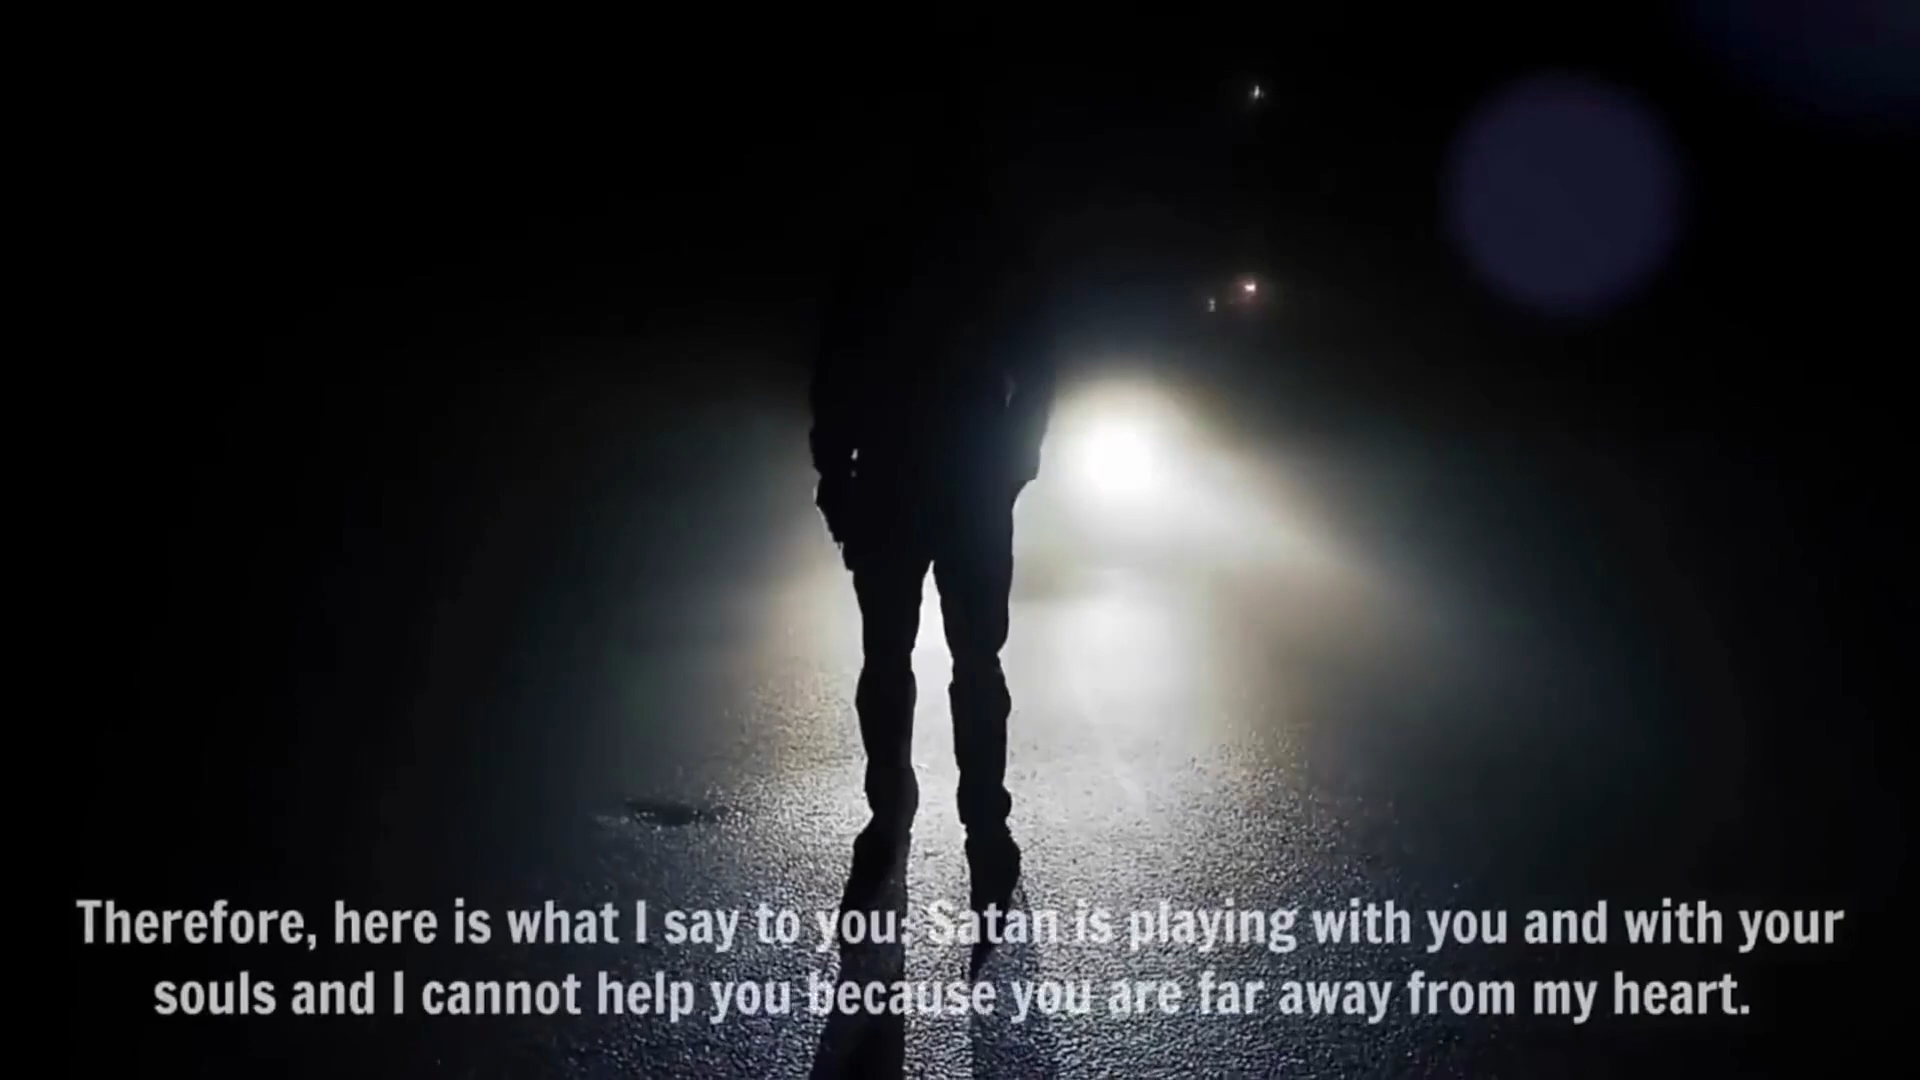 Therefore, here is what I say to you: Satan is playing with you and with your
souls and I cannot help you because you are far away from my heart.